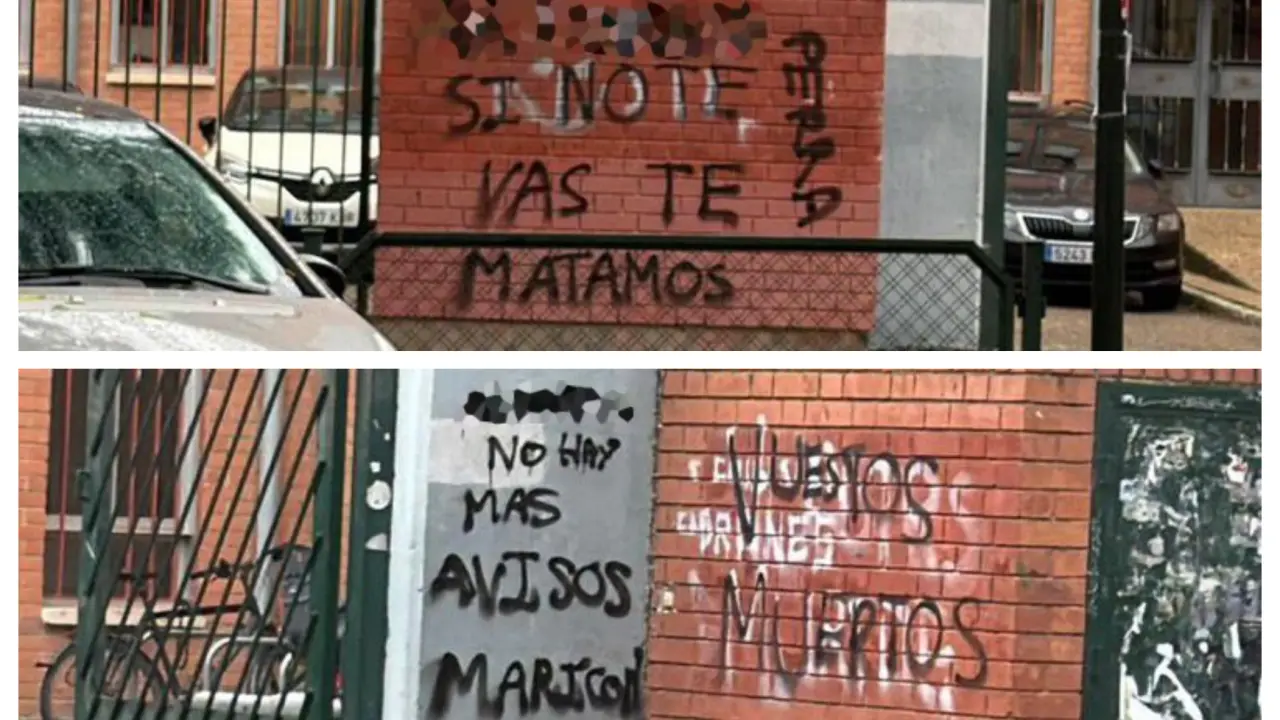 SI NO TE
VAS TE
MATAMOS
NO HAY
MAS
AVISOS
MARICON
VUESTOS
MUERTOS